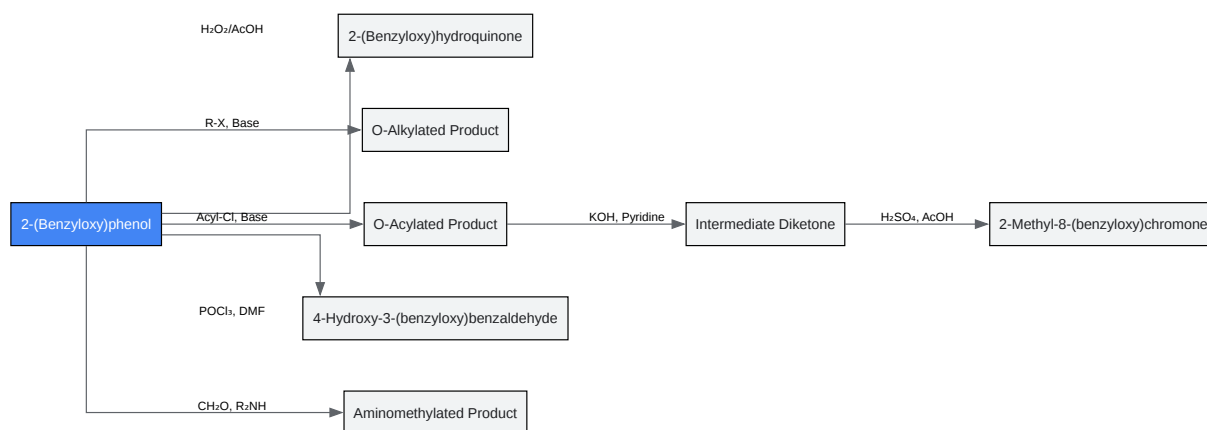 H₂O₂/AcOH
2-(Benzyloxy)hydroquinone
R-X, Base
O-Alkylated Product
2-(Benzyloxy)phenol
Acyl-Cl, Base
O-Acylated Product
KOH, Pyridine
Intermediate Diketone
H₂SO₄, AcOH
2-Methyl-8-(benzyloxy)chromone
POCl₃, DMF
4-Hydroxy-3-(benzyloxy)benzaldehyde
CH₂O, R₂NH
Aminomethylated Product